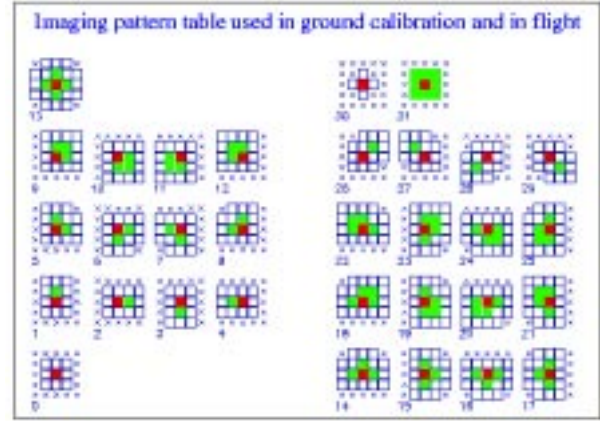 Imaging pattern table used in ground calibration and in flight
13 30 31
9 10 11 12 26 27 28 29
5 6 7 8 22 23 24 25
1 2 3 4 18 19 20 21
0 14 15 16 17